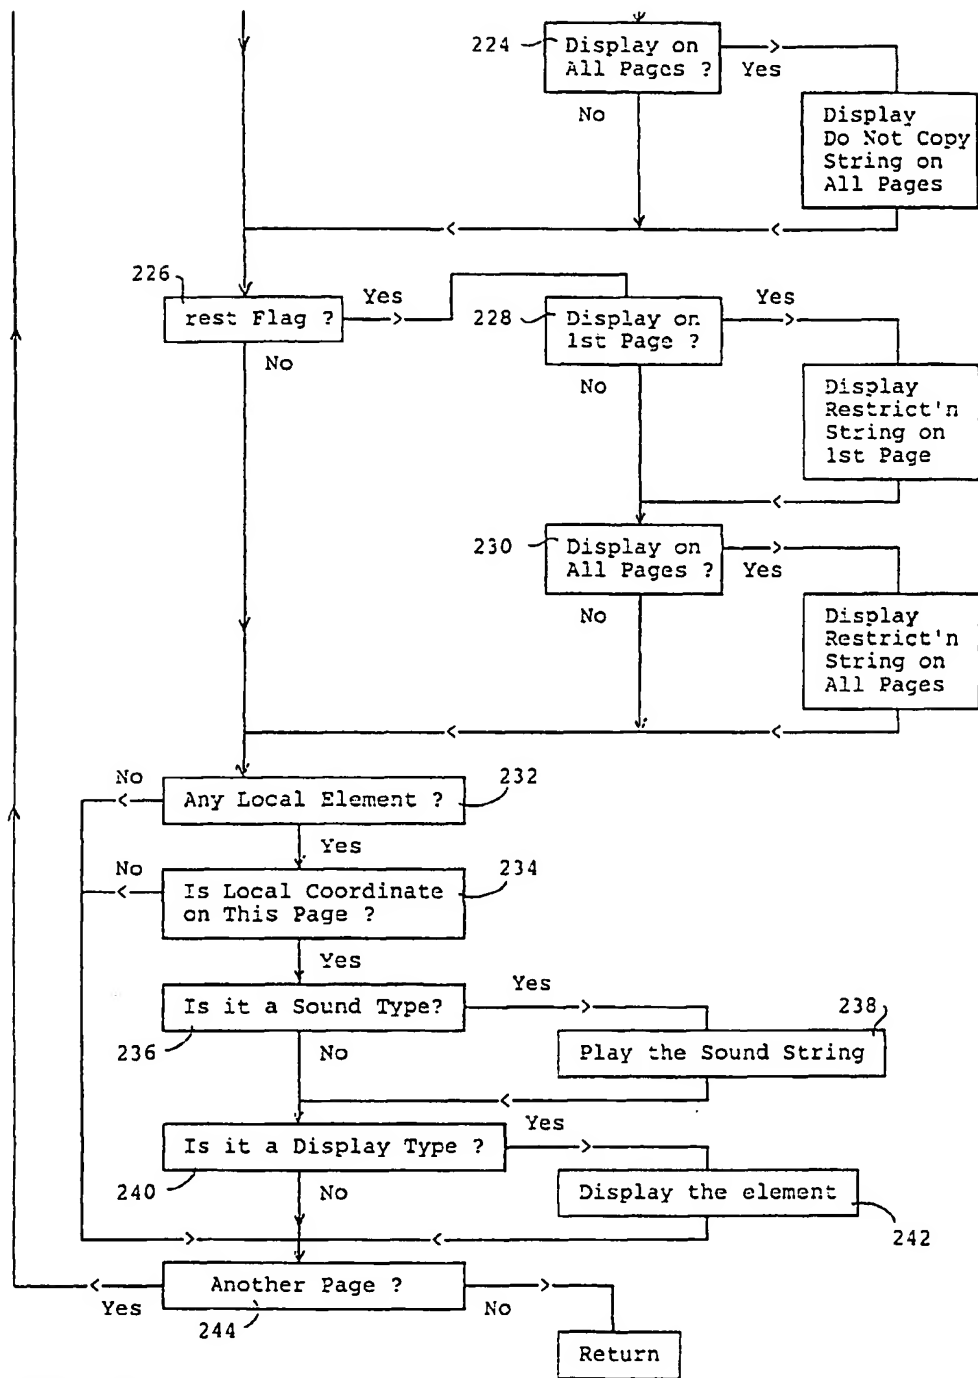 224
Display on
All Pages ?
Yes
No
Display
Do Not Copy
String on
All Pages
226
rest Flag ?
Yes
No
228
Display on
1st Page ?
Yes
No
Display
Restrict'n
String on
1st Page
230
Display on
All Pages ?
Yes
No
Display
Restrict'n
String on
All Pages
No
Any Local Element ?
232
Yes
No
Is Local Coordinate
on This Page ?
234
Yes
Is it a Sound Type?
Yes
236
No
238
Play the Sound String
Yes
Is it a Display Type ?
240
No
Display the element
242
Another Page ?
Yes
No
244
Return